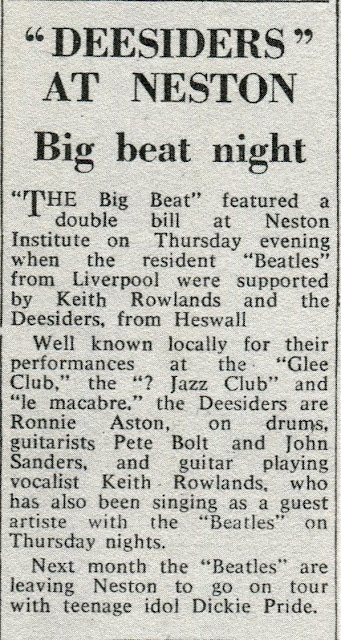 “DEESIDERS”
AT NESTON
Big beat night
“THE Big Beat” featured a
double bill at Neston
Institute on Thursday evening
when the resident “Beatles”
from Liverpool were supported
by Keith Rowlands and the
Deesiders, from Heswall
Well known locally for their
performances at the “Glee
Club,” the “? Jazz Club” and
“le macabre,” the Deesiders are
Ronnie Aston, on drums,
guitarists Pete Bolt and John
Sanders, and guitar playing
vocalist Keith Rowlands, who
has also been singing as a guest
artiste with the “Beatles” on
Thursday nights.
Next month the “Beatles” are
leaving Neston to go on tour
with teenage idol Dickie Pride.